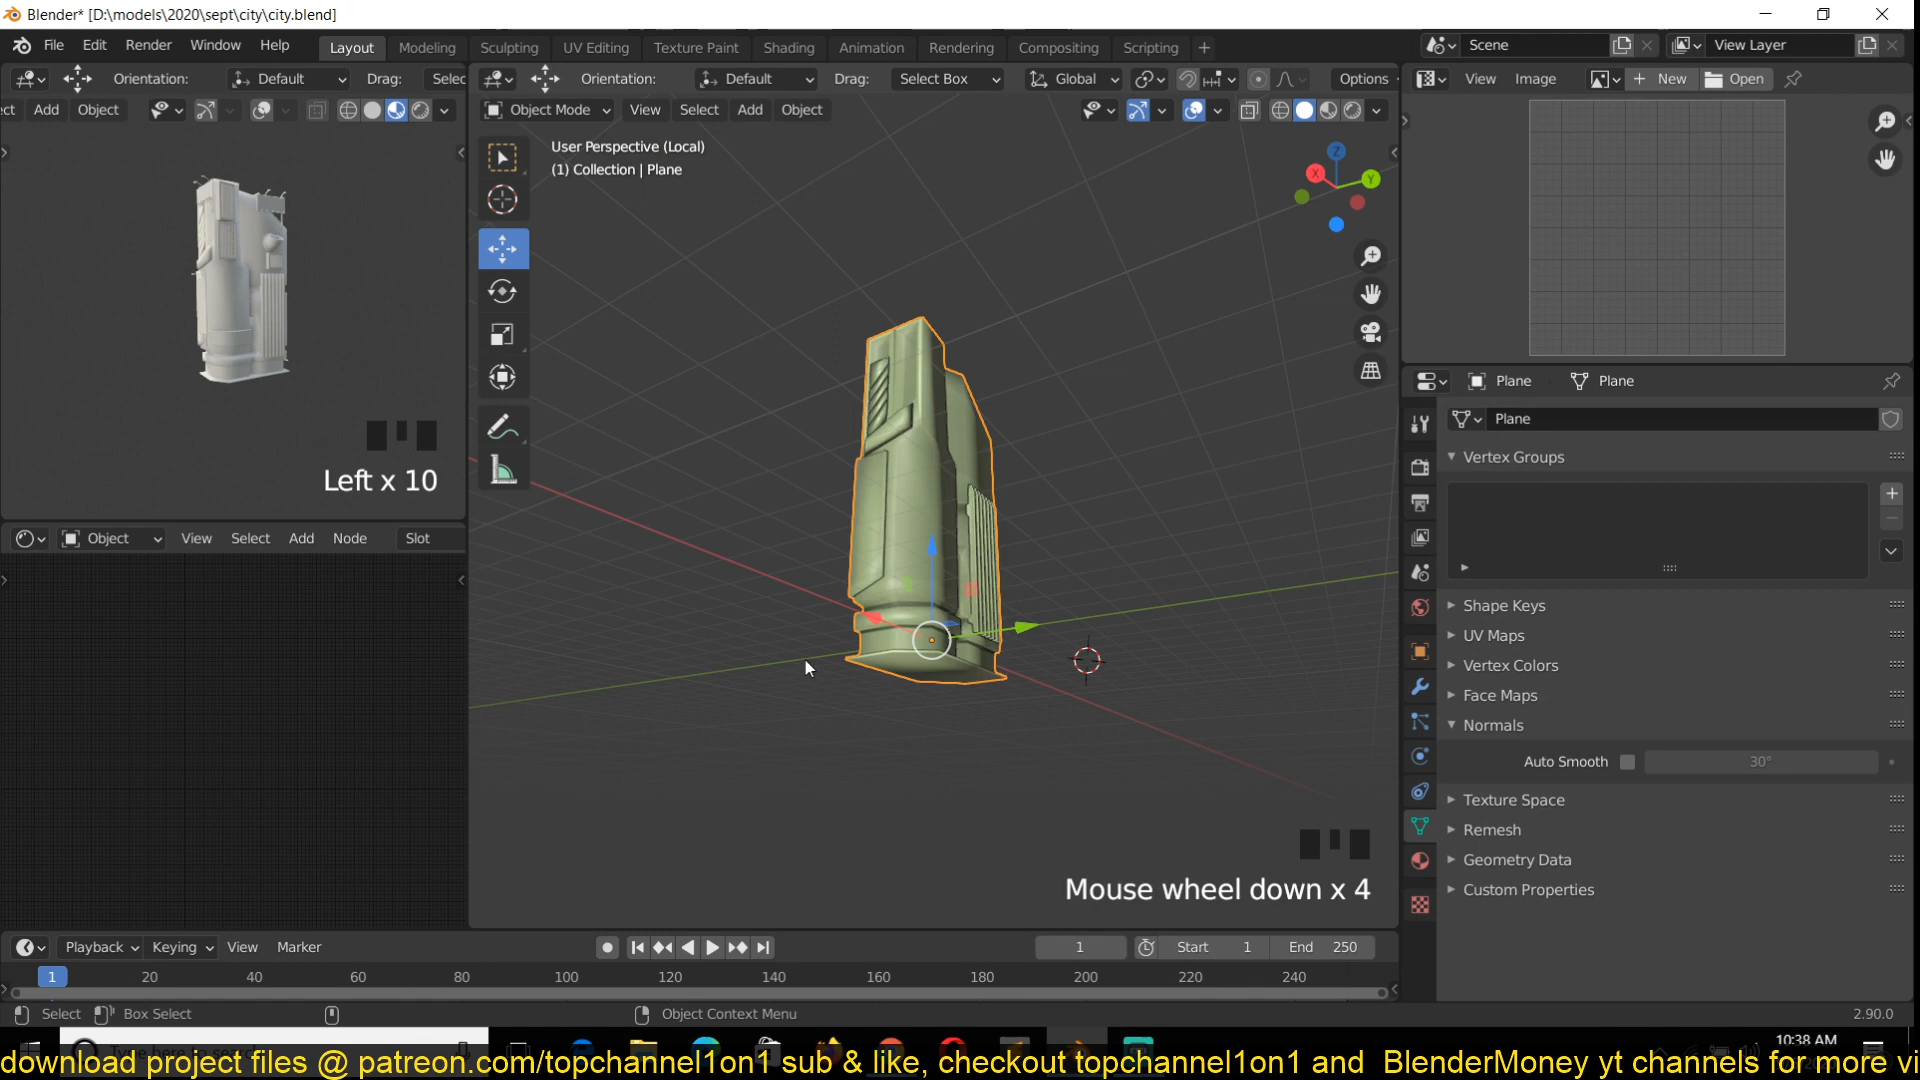 Blender* [D:\models\2020\sept\city\city.blend]
File Edit Render Window Help Layout Modeling Sculpting UV Editing Texture Paint Shading Animation Rendering Compositing Scripting + Scene View Layer
Orientation: Default Drag: Selec Orientation: Default Drag: Select Box Global Options View Image New Open
ct Add Object Object Mode View Select Add Object
User Perspective (Local)
(1) Collection | Plane
Z
X
Y
Plane Plane
Plane
Vertex Groups
Left x 10
Object View Select Add Node Slot
Shape Keys
UV Maps
Vertex Colors
Face Maps
Normals
Auto Smooth 30°
Texture Space
Remesh
Geometry Data
Mouse wheel down x 4
Custom Properties
Playback Keying View Marker 1 Start 1 End 250
1 20 40 60 80 100 120 140 160 180 200 220 240
Select Box Select Object Context Menu 2.90.0
10:38 AM
download project files @ patreon.com/topchannel1on1 sub & like, checkout topchannel1on1 and BlenderMoney yt channels for more vi